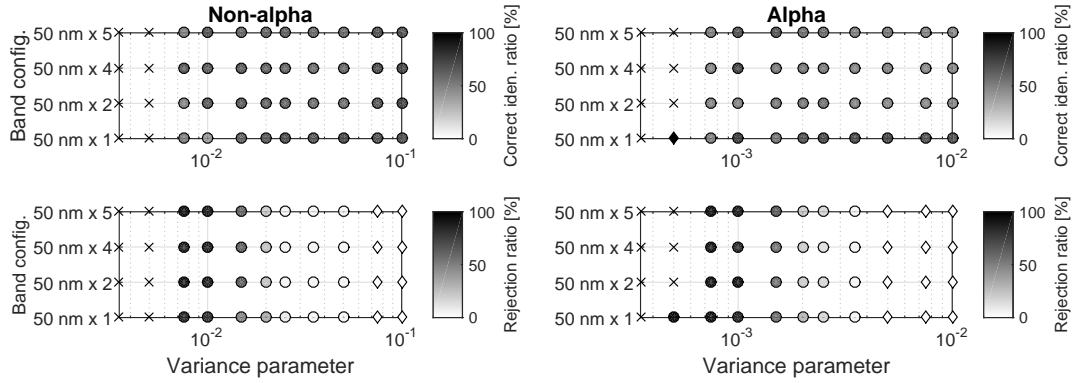 Non-alpha
Alpha
Band config.
50 nm x 5
50 nm x 4
50 nm x 2
50 nm x 1
10^-2
10^-1
100
50
0
Correct iden. ratio [%]
50 nm x 5
50 nm x 4
50 nm x 2
50 nm x 1
10^-3
10^-2
100
50
0
Correct iden. ratio [%]
Band config.
50 nm x 5
50 nm x 4
50 nm x 2
50 nm x 1
10^-2
10^-1
Variance parameter
100
50
0
Rejection ratio [%]
50 nm x 5
50 nm x 4
50 nm x 2
50 nm x 1
10^-3
10^-2
Variance parameter
100
50
0
Rejection ratio [%]